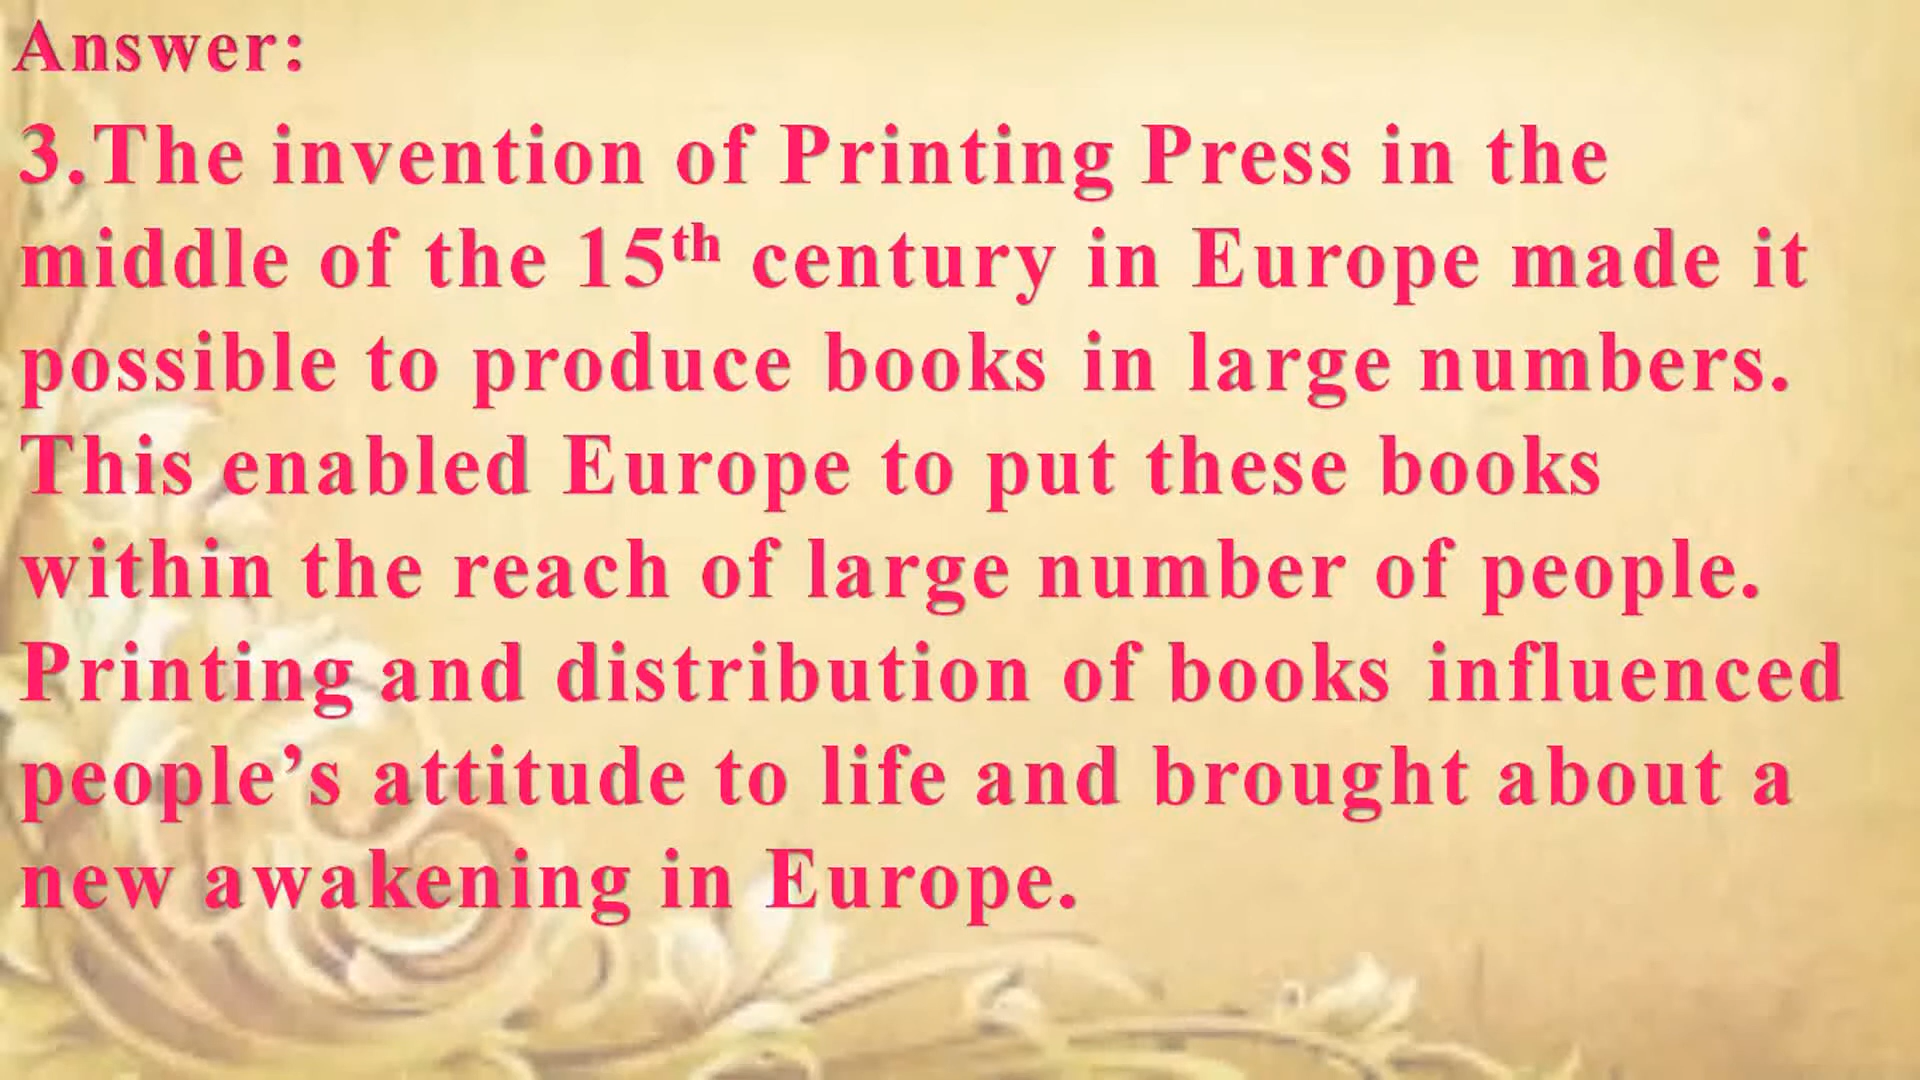 Answer:
3.The invention of Printing Press in the
middle of the 15th century in Europe made it
possible to produce books in large numbers.
This enabled Europe to put these books
within the reach of large number of people.
Printing and distribution of books influenced
people’s attitude to life and brought about a
new awakening in Europe.